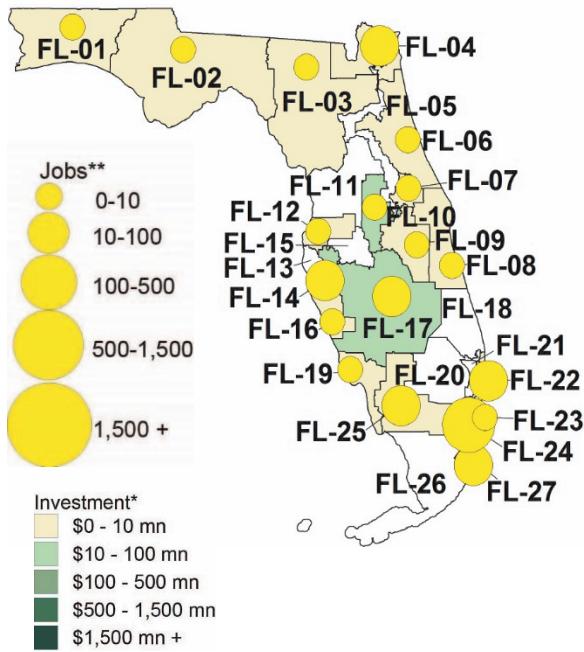 FL-01
FL-02
FL-03
FL-04
FL-05
FL-06
FL-07
FL-11
FL-10
FL-12
FL-15
FL-09
FL-13
FL-08
FL-14
FL-18
FL-16
FL-17
FL-21
FL-19
FL-20
FL-22
FL-23
FL-25
FL-24
FL-26
FL-27
Jobs**
0-10
10-100
100-500
500-1,500
1,500 +
Investment*
$0 - 10 mn
$10 - 100 mn
$100 - 500 mn
$500 - 1,500 mn
$1,500 mn +